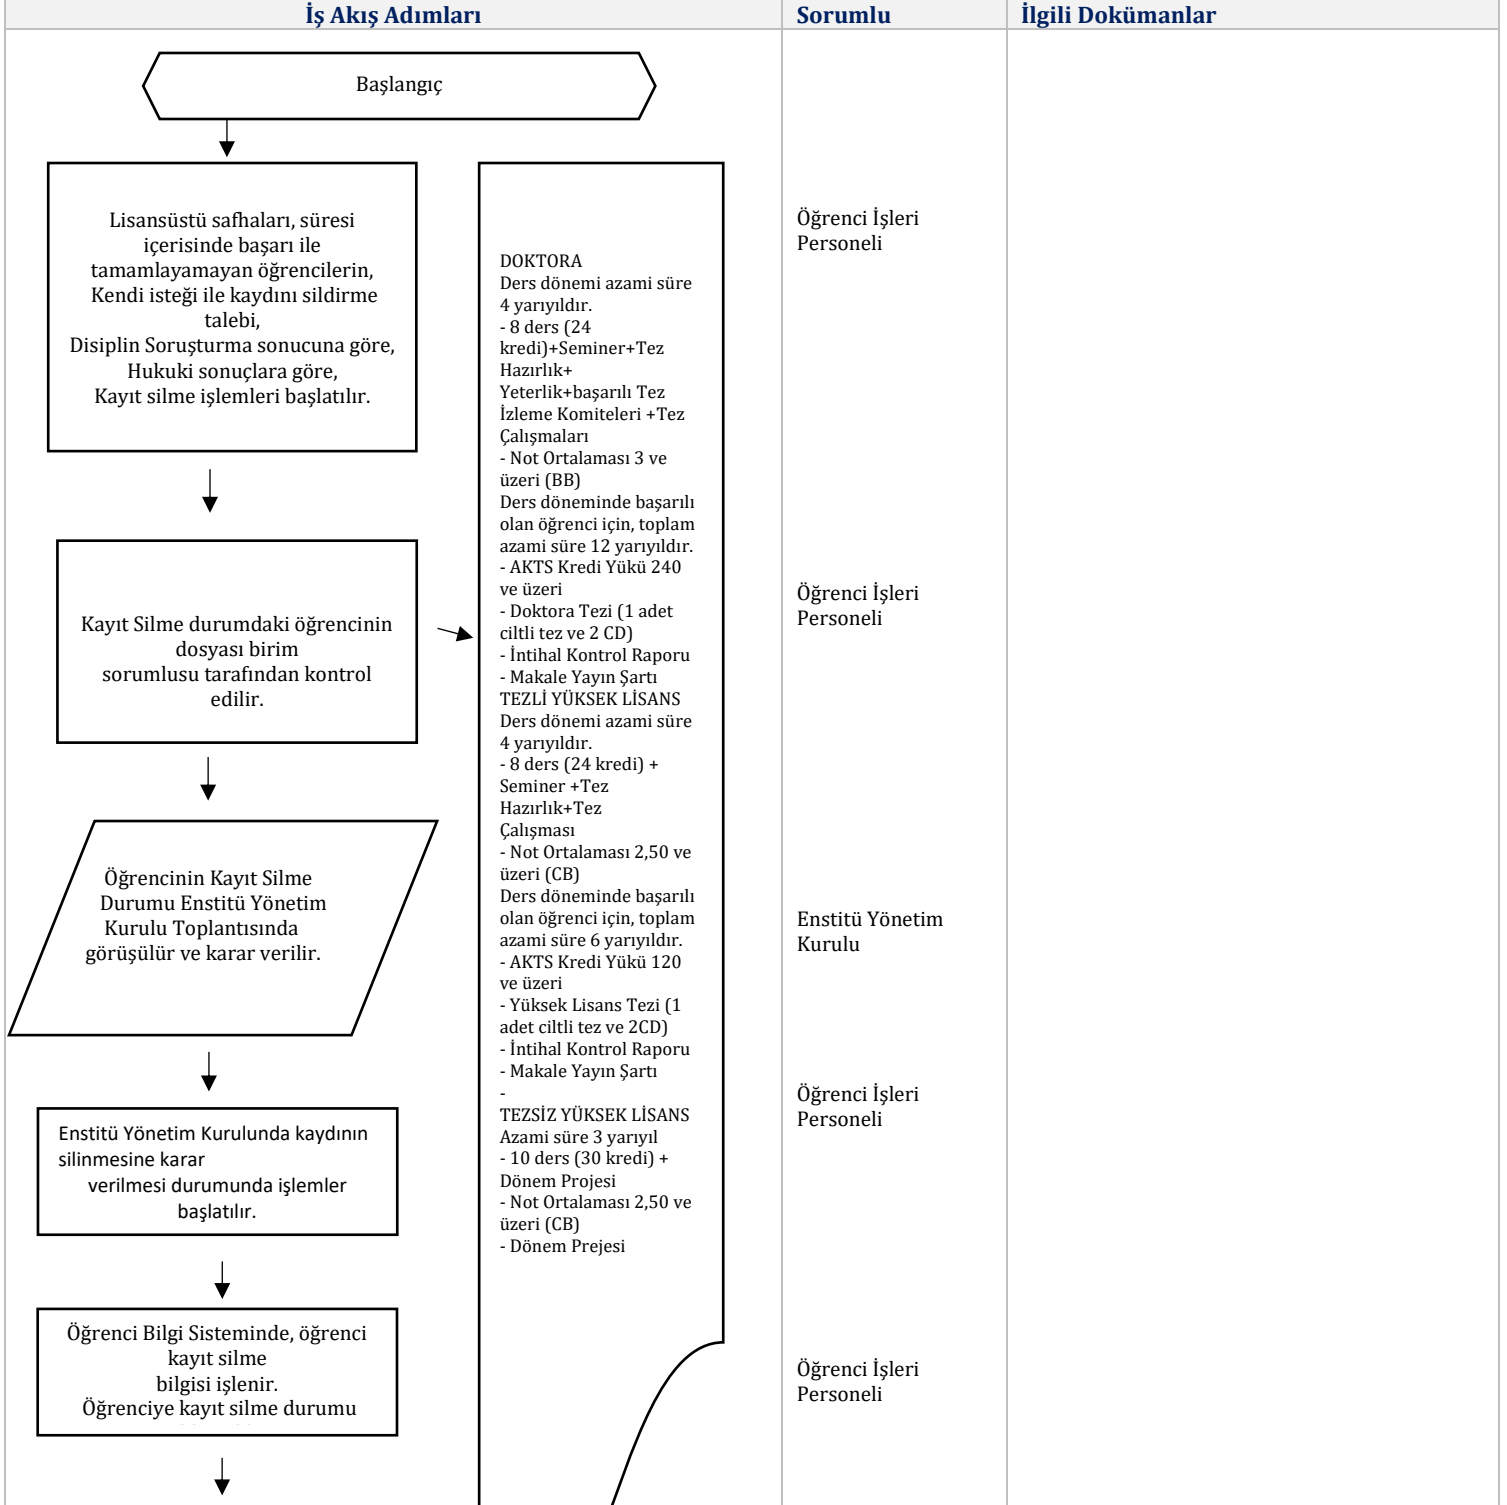 İş Akış Adımları
Sorumlu
İlgili Dokümanlar
Başlangıç
Lisansüstü safhaları, süresi
içerisinde başarı ile
tamamlayamayan öğrencilerin,
Kendi isteği ile kaydını sildirme
talebi,
Disiplin Soruşturma sonucuna göre,
Hukuki sonuçlara göre,
Kayıt silme işlemleri başlatılır.
Öğrenci İşleri
Personeli
Kayıt Silme durumdaki öğrencinin
dosyası birim
sorumlusu tarafından kontrol
edilir.
Öğrenci İşleri
Personeli
DOKTORA
Ders dönemi azami süre
4 yarıyıldır.
- 8 ders (24
kredi)+Seminer+Tez
Hazırlık+
Yeterlik+başarılı Tez
İzleme Komiteleri +Tez
Çalışmaları
- Not Ortalaması 3 ve
üzeri (BB)
Ders döneminde başarılı
olan öğrenci için, toplam
azami süre 12 yarıyıldır.
- AKTS Kredi Yükü 240
ve üzeri
- Doktora Tezi (1 adet
ciltli tez ve 2 CD)
- İntihal Kontrol Raporu
- Makale Yayın Şartı
TEZLİ YÜKSEK LİSANS
Ders dönemi azami süre
4 yarıyıldır.
- 8 ders (24 kredi) +
Seminer +Tez
Hazırlık+Tez
Çalışması
- Not Ortalaması 2,50 ve
üzeri (CB)
Ders döneminde başarılı
olan öğrenci için, toplam
azami süre 6 yarıyıldır.
- AKTS Kredi Yükü 120
ve üzeri
- Yüksek Lisans Tezi (1
adet ciltli tez ve 2CD)
- İntihal Kontrol Raporu
- Makale Yayın Şartı
-
TEZSİZ YÜKSEK LİSANS
Azami süre 3 yarıyıl
- 10 ders (30 kredi) +
Dönem Projesi
- Not Ortalaması 2,50 ve
üzeri (CB)
- Dönem Prejesi
Öğrencinin Kayıt Silme
Durumu Enstitü Yönetim
Kurulu Toplantısında
görüşülür ve karar verilir.
Enstitü Yönetim
Kurulu
Enstitü Yönetim Kurulunda kaydının
silinmesine karar
verilmesi durumunda işlemler
başlatılır.
Öğrenci İşleri
Personeli
Öğrenci Bilgi Sisteminde, öğrenci
kayıt silme
bilgisi işlenir.
Öğrenciye kayıt silme durumu
Öğrenci İşleri
Personeli